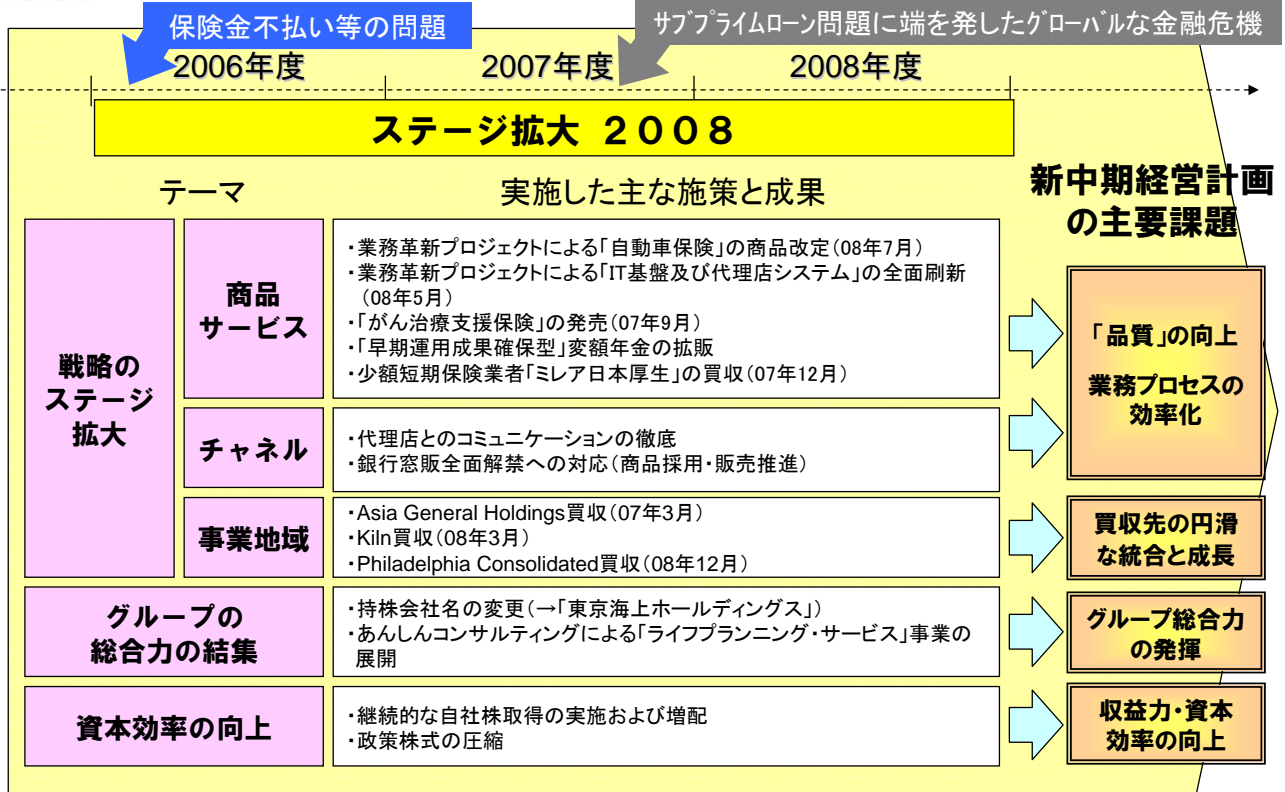 保険金不払い等の問題
サブプライムローン問題に端を発したグローバルな金融危機
2006年度
2007年度
2008年度
ステージ拡大 ２００８
テーマ
実施した主な施策と成果
新中期経営計画
の主要課題
戦略の
ステージ
拡大
商品
サービス
・業務革新プロジェクトによる「自動車保険」の商品改定(08年7月)
・業務革新プロジェクトによる「IT基盤及び代理店システム」の全面刷新
(08年5月)
・「がん治療支援保険」の発売(07年9月)
・「早期運用成果確保型」変額年金の拡販
・少額短期保険業者「ミレア日本厚生」の買収(07年12月)
「品質」の向上
業務プロセスの
効率化
チャネル
・代理店とのコミュニケーションの徹底
・銀行窓販全面解禁への対応(商品採用・販売推進)
事業地域
・Asia General Holdings買収(07年3月)
・Kiln買収(08年3月)
・Philadelphia Consolidated買収(08年12月)
買収先の円滑
な統合と成長
グループの
総合力の結集
・持株会社名の変更(→「東京海上ホールディングス」)
・あんしんコンサルティングによる「ライフプランニング・サービス」事業の
展開
グループ総合力
の発揮
資本効率の向上
・継続的な自社株取得の実施および増配
・政策株式の圧縮
収益力・資本
効率の向上